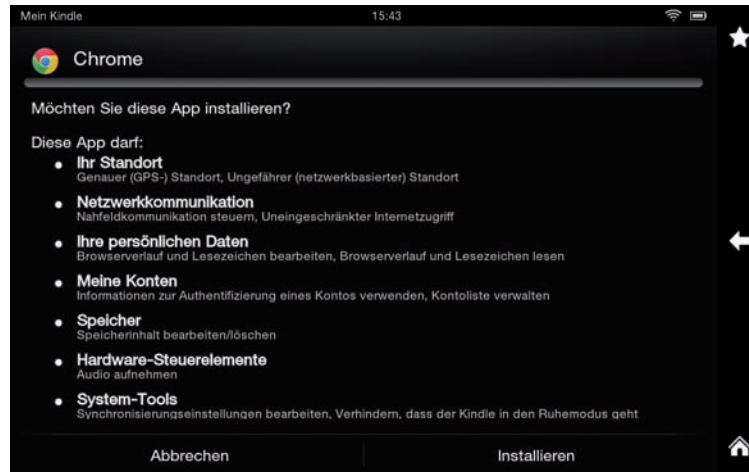 Mein Kindle 15:43
Chrome
Möchten Sie diese App installieren?
Diese App darf:
• Ihr Standort
Genauer (GPS-) Standort, Ungefährer (netzwerkbasierter) Standort
• Netzwerkkommunikation
Nahfeldkommunikation steuern, Uneingeschränkter Internetzugriff
• Ihre persönlichen Daten
Browserverlauf und Lesezeichen bearbeiten, Browserverlauf und Lesezeichen lesen
• Meine Konten
Informationen zur Authentifizierung eines Kontos verwenden, Kontoliste verwalten
• Speicher
Speicherinhalt bearbeiten/löschen
• Hardware-Steuerelemente
Audio aufnehmen
• System-Tools
Synchronisierungseinstellungen bearbeiten, Verhindern, dass der Kindle in den Ruhemodus geht
Abbrechen Installieren